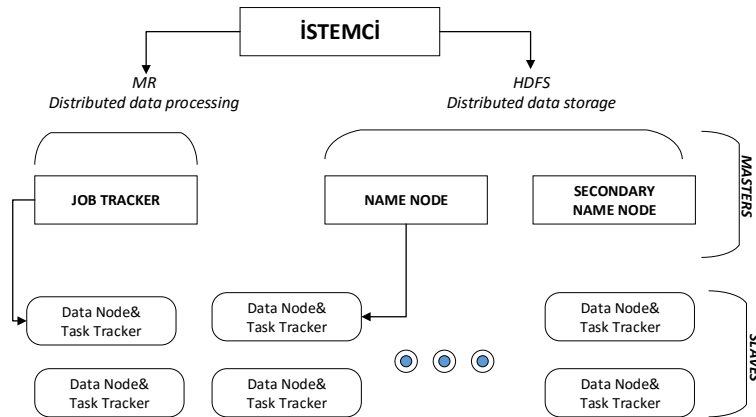 İSTEMCİ
MR
Distributed data processing
HDFS
Distributed data storage
MASTERS
JOB TRACKER
NAME NODE
SECONDARY
NAME NODE
Data Node&
Task Tracker
Data Node&
Task Tracker
Data Node&
Task Tracker
SLAVES
Data Node&
Task Tracker
Data Node&
Task Tracker
Data Node&
Task Tracker